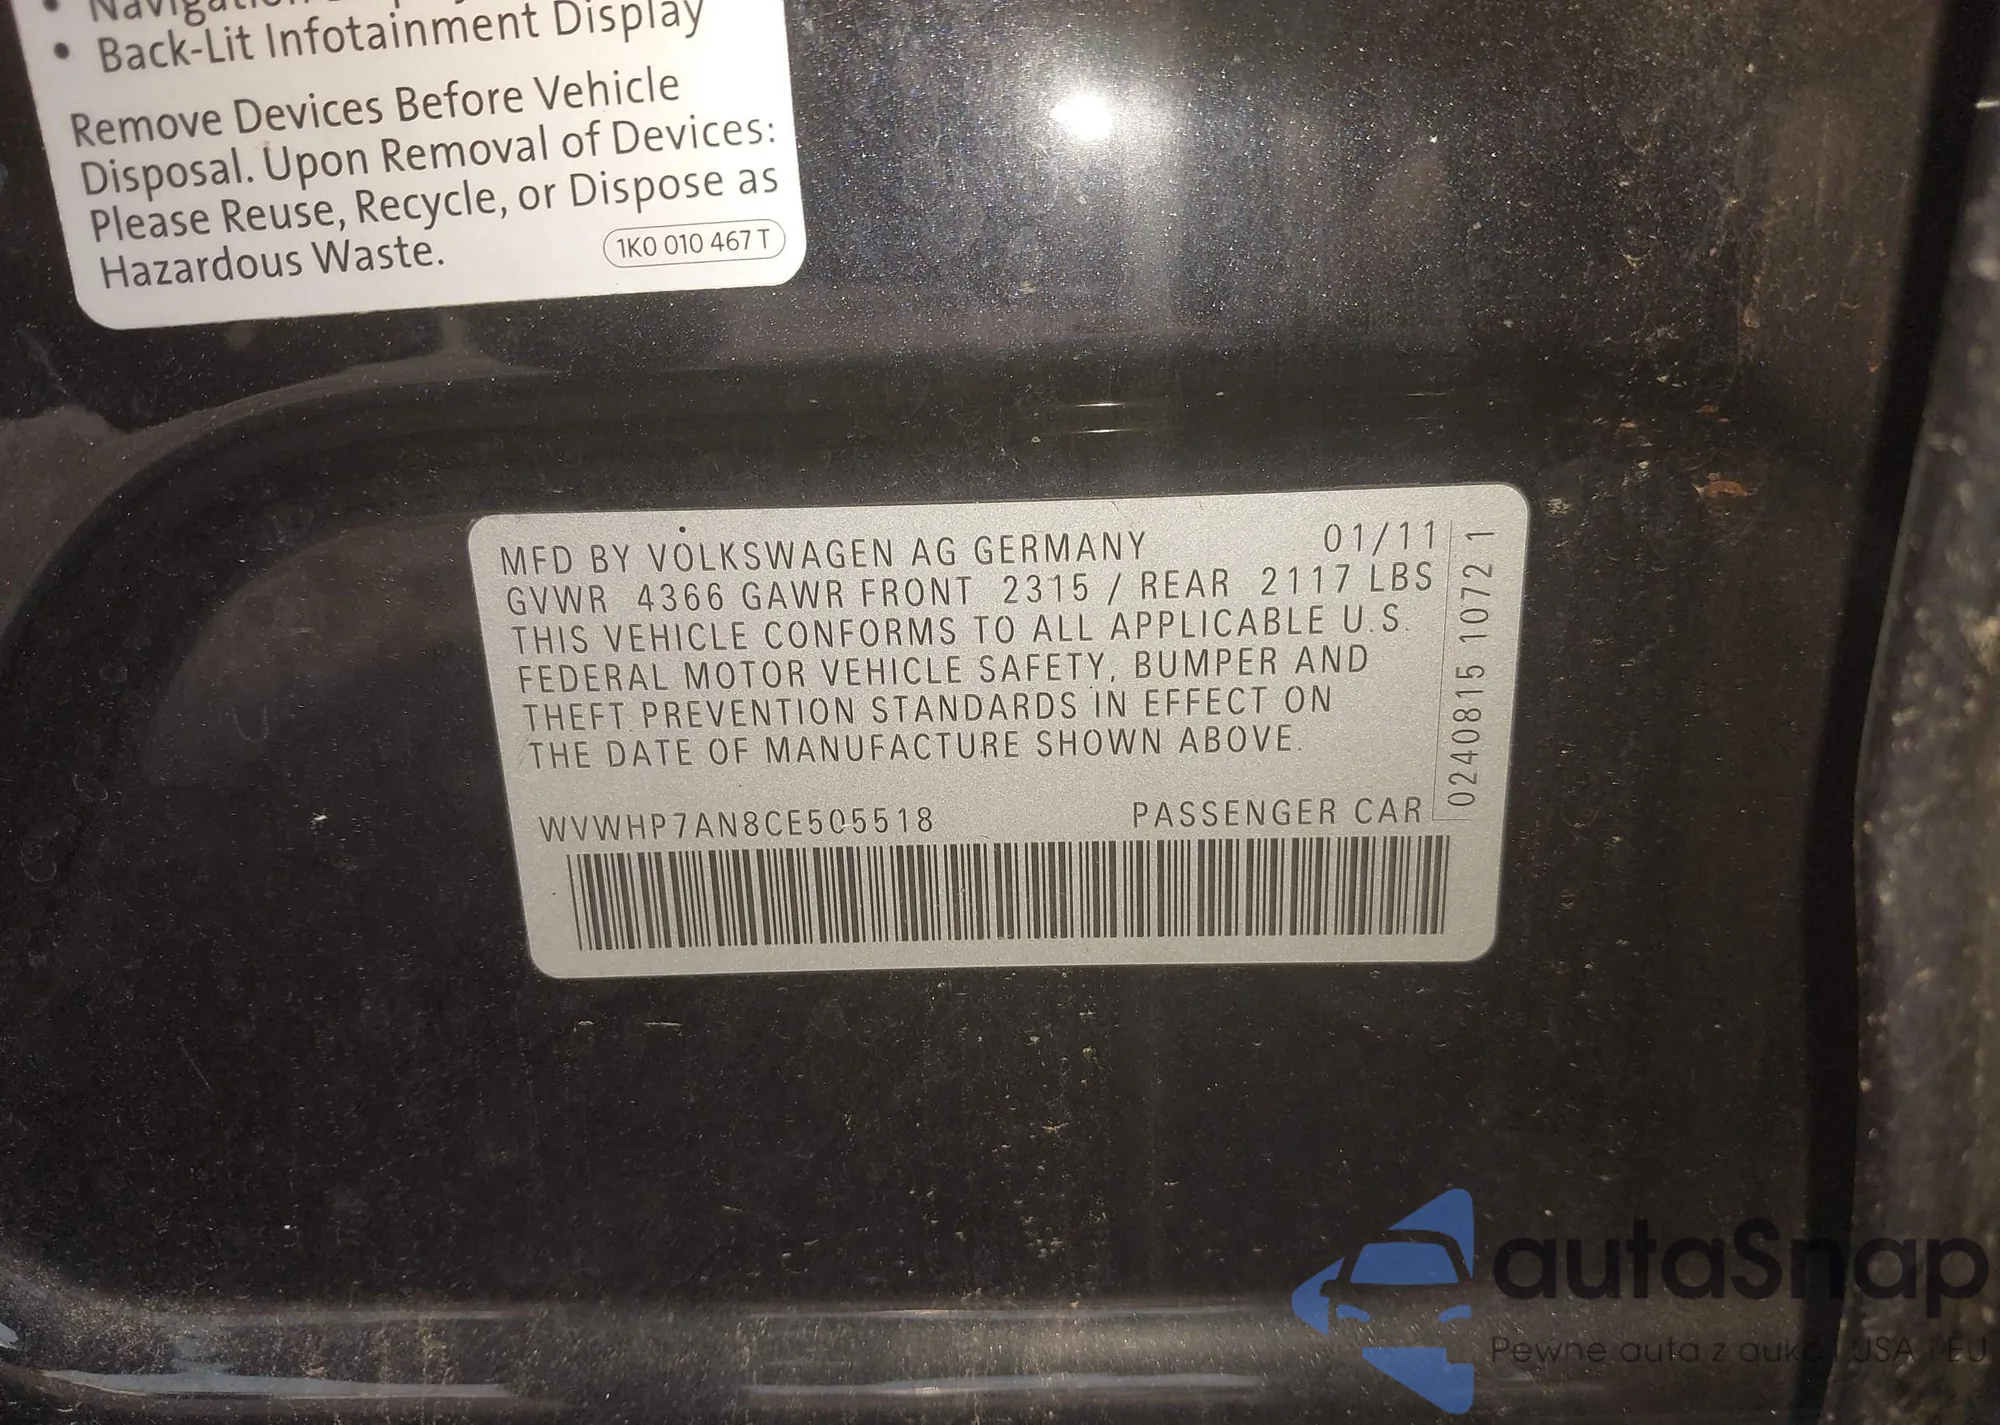 • Navigation
• Back-Lit Infotainment Display
Remove Devices Before Vehicle
Disposal. Upon Removal of Devices:
Please Reuse, Recycle, or Dispose as
Hazardous Waste.
1K0 010 467 T
MFD BY VOLKSWAGEN AG GERMANY 01/11
GVWR 4366 GAWR FRONT 2315 / REAR 2117 LBS
THIS VEHICLE CONFORMS TO ALL APPLICABLE U.S.
FEDERAL MOTOR VEHICLE SAFETY, BUMPER AND
THEFT PREVENTION STANDARDS IN EFFECT ON
THE DATE OF MANUFACTURE SHOWN ABOVE.
WVWHP7AN8CE505518 PASSENGER CAR
0240815 1072 1
autaSnap
Pewne auta z aukcji USA i EU